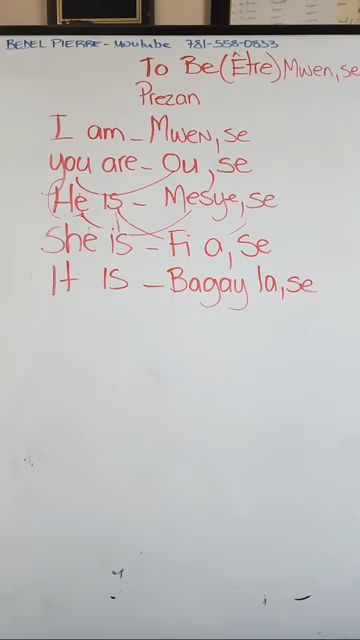 BEDEL PIERRE - Youtube 781-558-0833
To Be (Être) Mwen, se
Prezan
I am - Mwen, se
you are - Ou, se
He is - Mesye, se
She is - Fi a, se
It Is - Bagay la, se